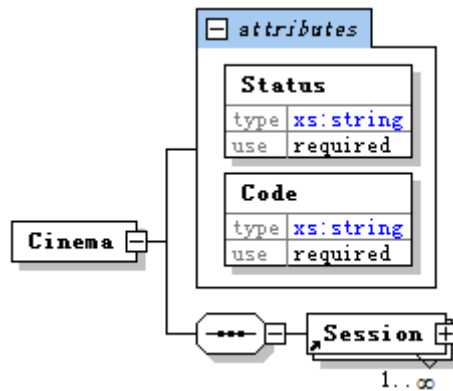 attributes
Status
type xs:string
use required
Code
type xs:string
use required
Cinema
Session
1..∞